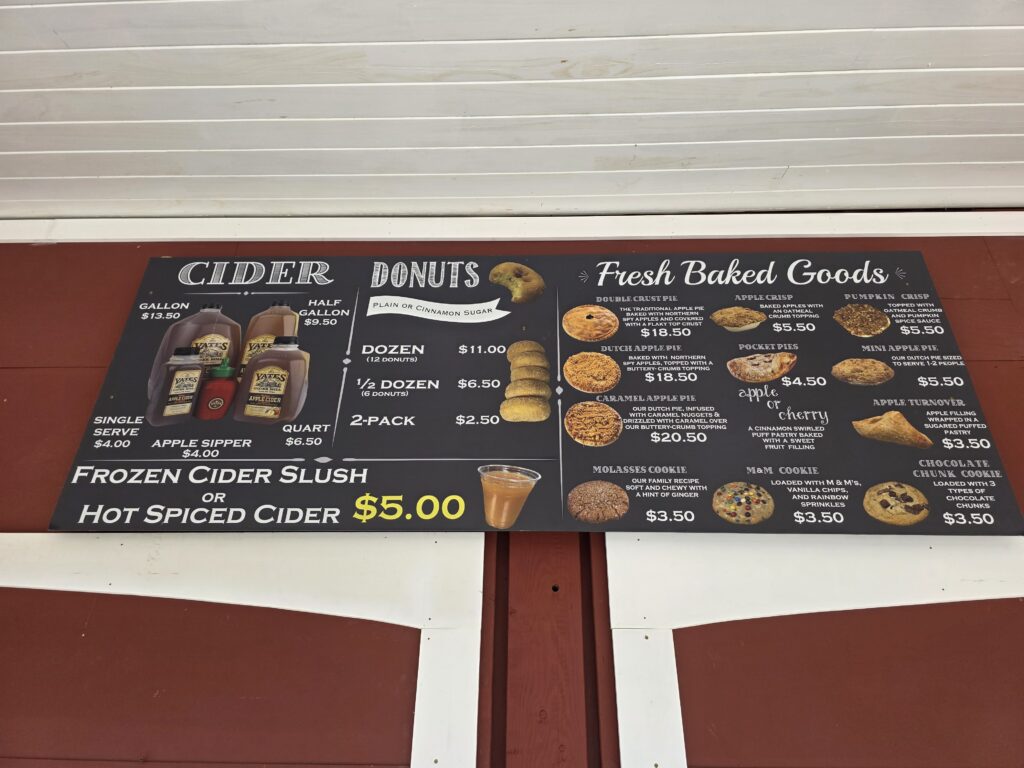 CIDER
GALLON
$13.50
HALF
GALLON
$9.50
YATES
YATES
YATES
APPLE CIDER
YATES
APPLE CIDER
SINGLE
SERVE
$4.00
APPLE SIPPER
$4.00
QUART
$6.50
DONUTS
PLAIN OR CINNAMON SUGAR
DOZEN $11.00
(12 DONUTS)
1/2 DOZEN $6.50
(6 DONUTS)
2-PACK $2.50
FROZEN CIDER SLUSH
OR
HOT SPICED CIDER $5.00
Fresh Baked Goods
DOUBLE CRUST PIE
THE TRADITIONAL APPLE PIE
BAKED WITH NORTHERN
SPY APPLES AND COVERED
WITH A FLAKY TOP CRUST
$18.50
APPLE CRISP
BAKED APPLES WITH
AN OATMEAL
CRUMB TOPPING
$5.50
PUMPKIN CRISP
TOPPED WITH
OATMEAL CRUMB
AND PUMPKIN
SPICE SAUCE
$5.50
DUTCH APPLE PIE
BAKED WITH NORTHERN
SPY APPLES, TOPPED WITH A
BUTTERY-CRUMB TOPPING
$18.50
POCKET PIES
$4.50
apple
or
cherry
A CINNAMON SWIRLED
PUFF PASTRY BAKED
WITH A SWEET
FRUIT FILLING
MINI APPLE PIE
OUR DUTCH PIE SIZED
TO SERVE 1-2 PEOPLE
$5.50
CARAMEL APPLE PIE
OUR DUTCH PIE, INFUSED
WITH CARAMEL NUGGETS &
DRIZZLED WITH CARAMEL OVER
OUR BUTTERY-CRUMB TOPPING
$20.50
APPLE TURNOVER
APPLE FILLING
WRAPPED IN A
SUGARED PUFFED
PASTRY
$3.50
MOLASSES COOKIE
OUR FAMILY RECIPE
SOFT AND CHEWY WITH
A HINT OF GINGER
$3.50
M&M COOKIE
LOADED WITH M & M's,
VANILLA CHIPS,
AND RAINBOW
SPRINKLES
$3.50
CHOCOLATE
CHUNK COOKIE
LOADED WITH 3
TYPES OF
CHOCOLATE
CHUNKS
$3.50